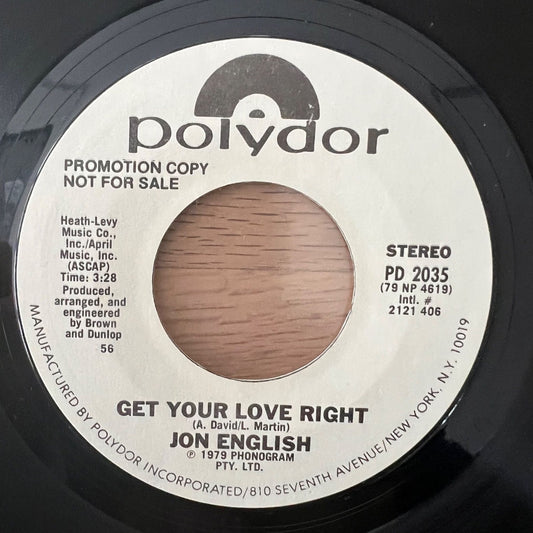 polydor
PROMOTION COPY
NOT FOR SALE
Heath-Levy
Music Co.,
Inc./April
Music, Inc.
(ASCAP)
Time: 3:28
Produced,
arranged, and
engineered
by Brown
and Dunlop
56
STEREO
PD 2035
(79 NP 4619)
Intl. #
2121 406
GET YOUR LOVE RIGHT
(A. David/L. Martin)
JON ENGLISH
℗ 1979 PHONOGRAM
PTY. LTD.
MANUFACTURED BY POLYDOR INCORPORATED/810 SEVENTH AVENUE/NEW YORK, N.Y. 10019